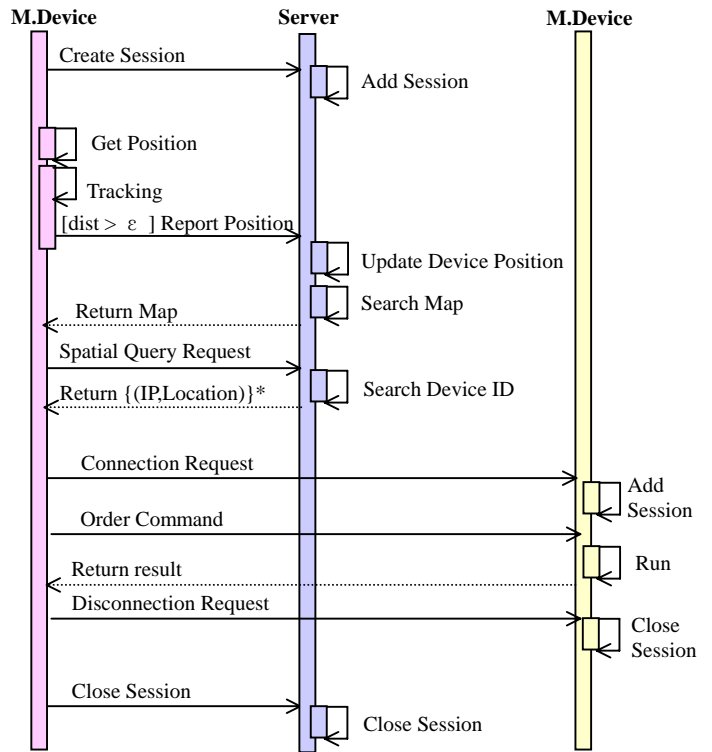 M.Device
Server
M.Device
Create Session
Add Session
Get Position
Tracking
[dist > ε ] Report Position
Update Device Position
Search Map
Return Map
Spatial Query Request
Search Device ID
Return {(IP,Location)}*
Connection Request
Add
Session
Order Command
Run
Return result
Disconnection Request
Close
Session
Close Session
Close Session